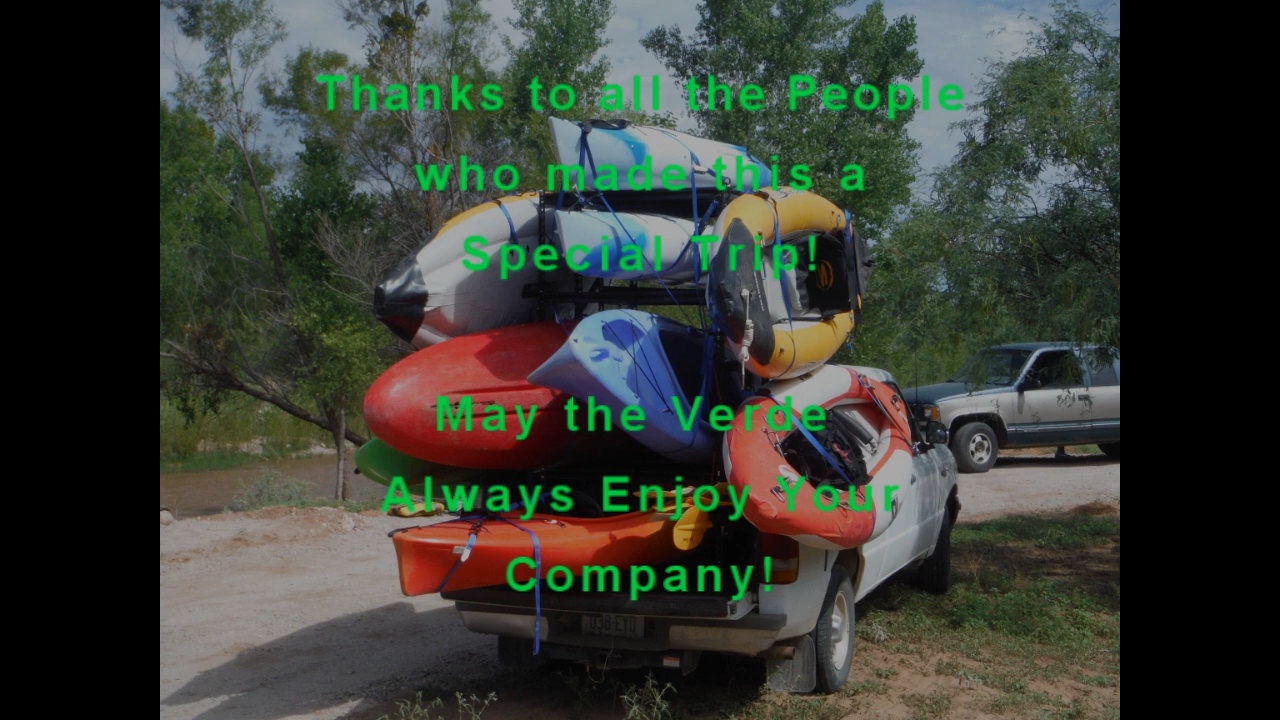 Thanks to all the People
who made this a
Special Trip!
May the Verde
Always Enjoy Your
Company!